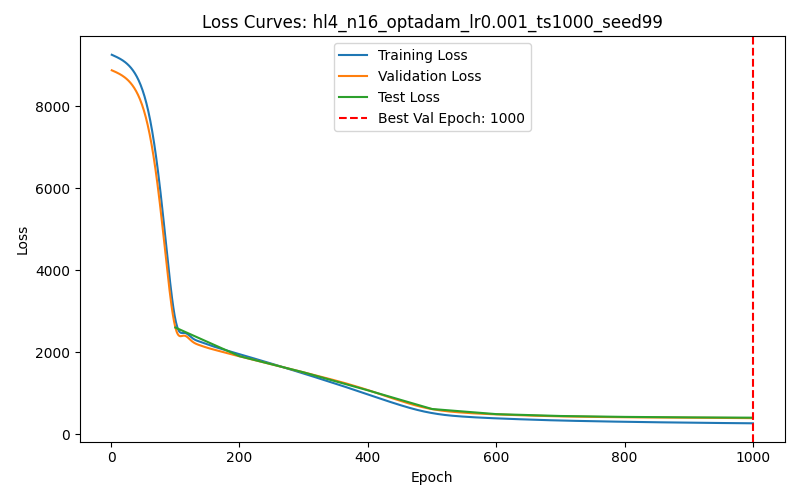 Loss Curves: hl4_n16_optadam_lr0.001_ts1000_seed99
Training Loss
Validation Loss
Test Loss
Best Val Epoch: 1000
Loss
8000
6000
4000
2000
0
0 200 400 600 800 1000
Epoch